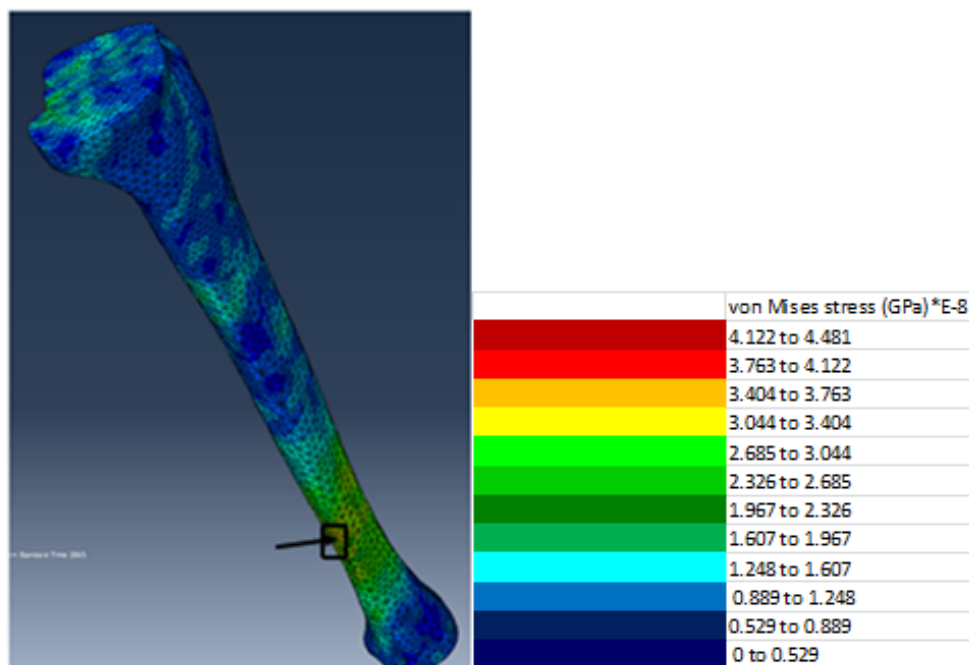 von Mises stress (GPa)*E-8
4.122 to 4.481
3.763 to 4.122
3.404 to 3.763
3.044 to 3.404
2.685 to 3.044
2.326 to 2.685
1.967 to 2.326
1.607 to 1.967
1.248 to 1.607
0.889 to 1.248
0.529 to 0.889
0 to 0.529
Standard Time